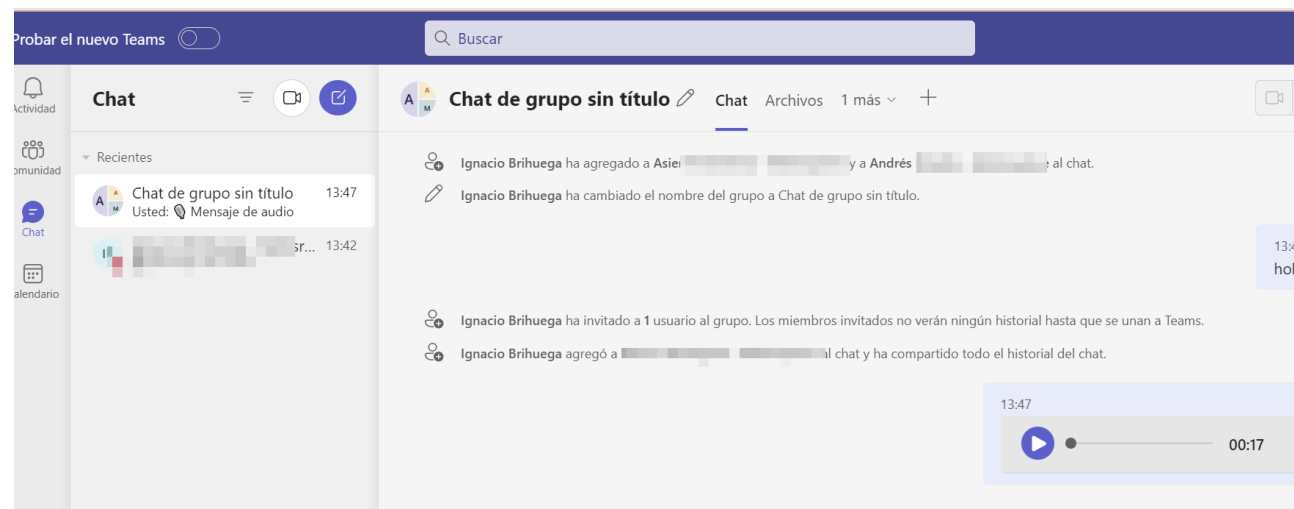 Probar el nuevo Teams
Buscar
Actividad
Chat
A A M
Chat de grupo sin título
Chat Archivos 1 más
Recientes
Ignacio Brihuega ha agregado a Asier y a Andrés al chat.
Comunidad
A A M
Chat de grupo sin título 13:47
Usted: Mensaje de audio
Ignacio Brihuega ha cambiado el nombre del grupo a Chat de grupo sin título.
Chat
13:42
Calendario
Ignacio Brihuega ha invitado a 1 usuario al grupo. Los miembros invitados no verán ningún historial hasta que se unan a Teams.
Ignacio Brihuega agregó a al chat y ha compartido todo el historial del chat.
13:47
00:17